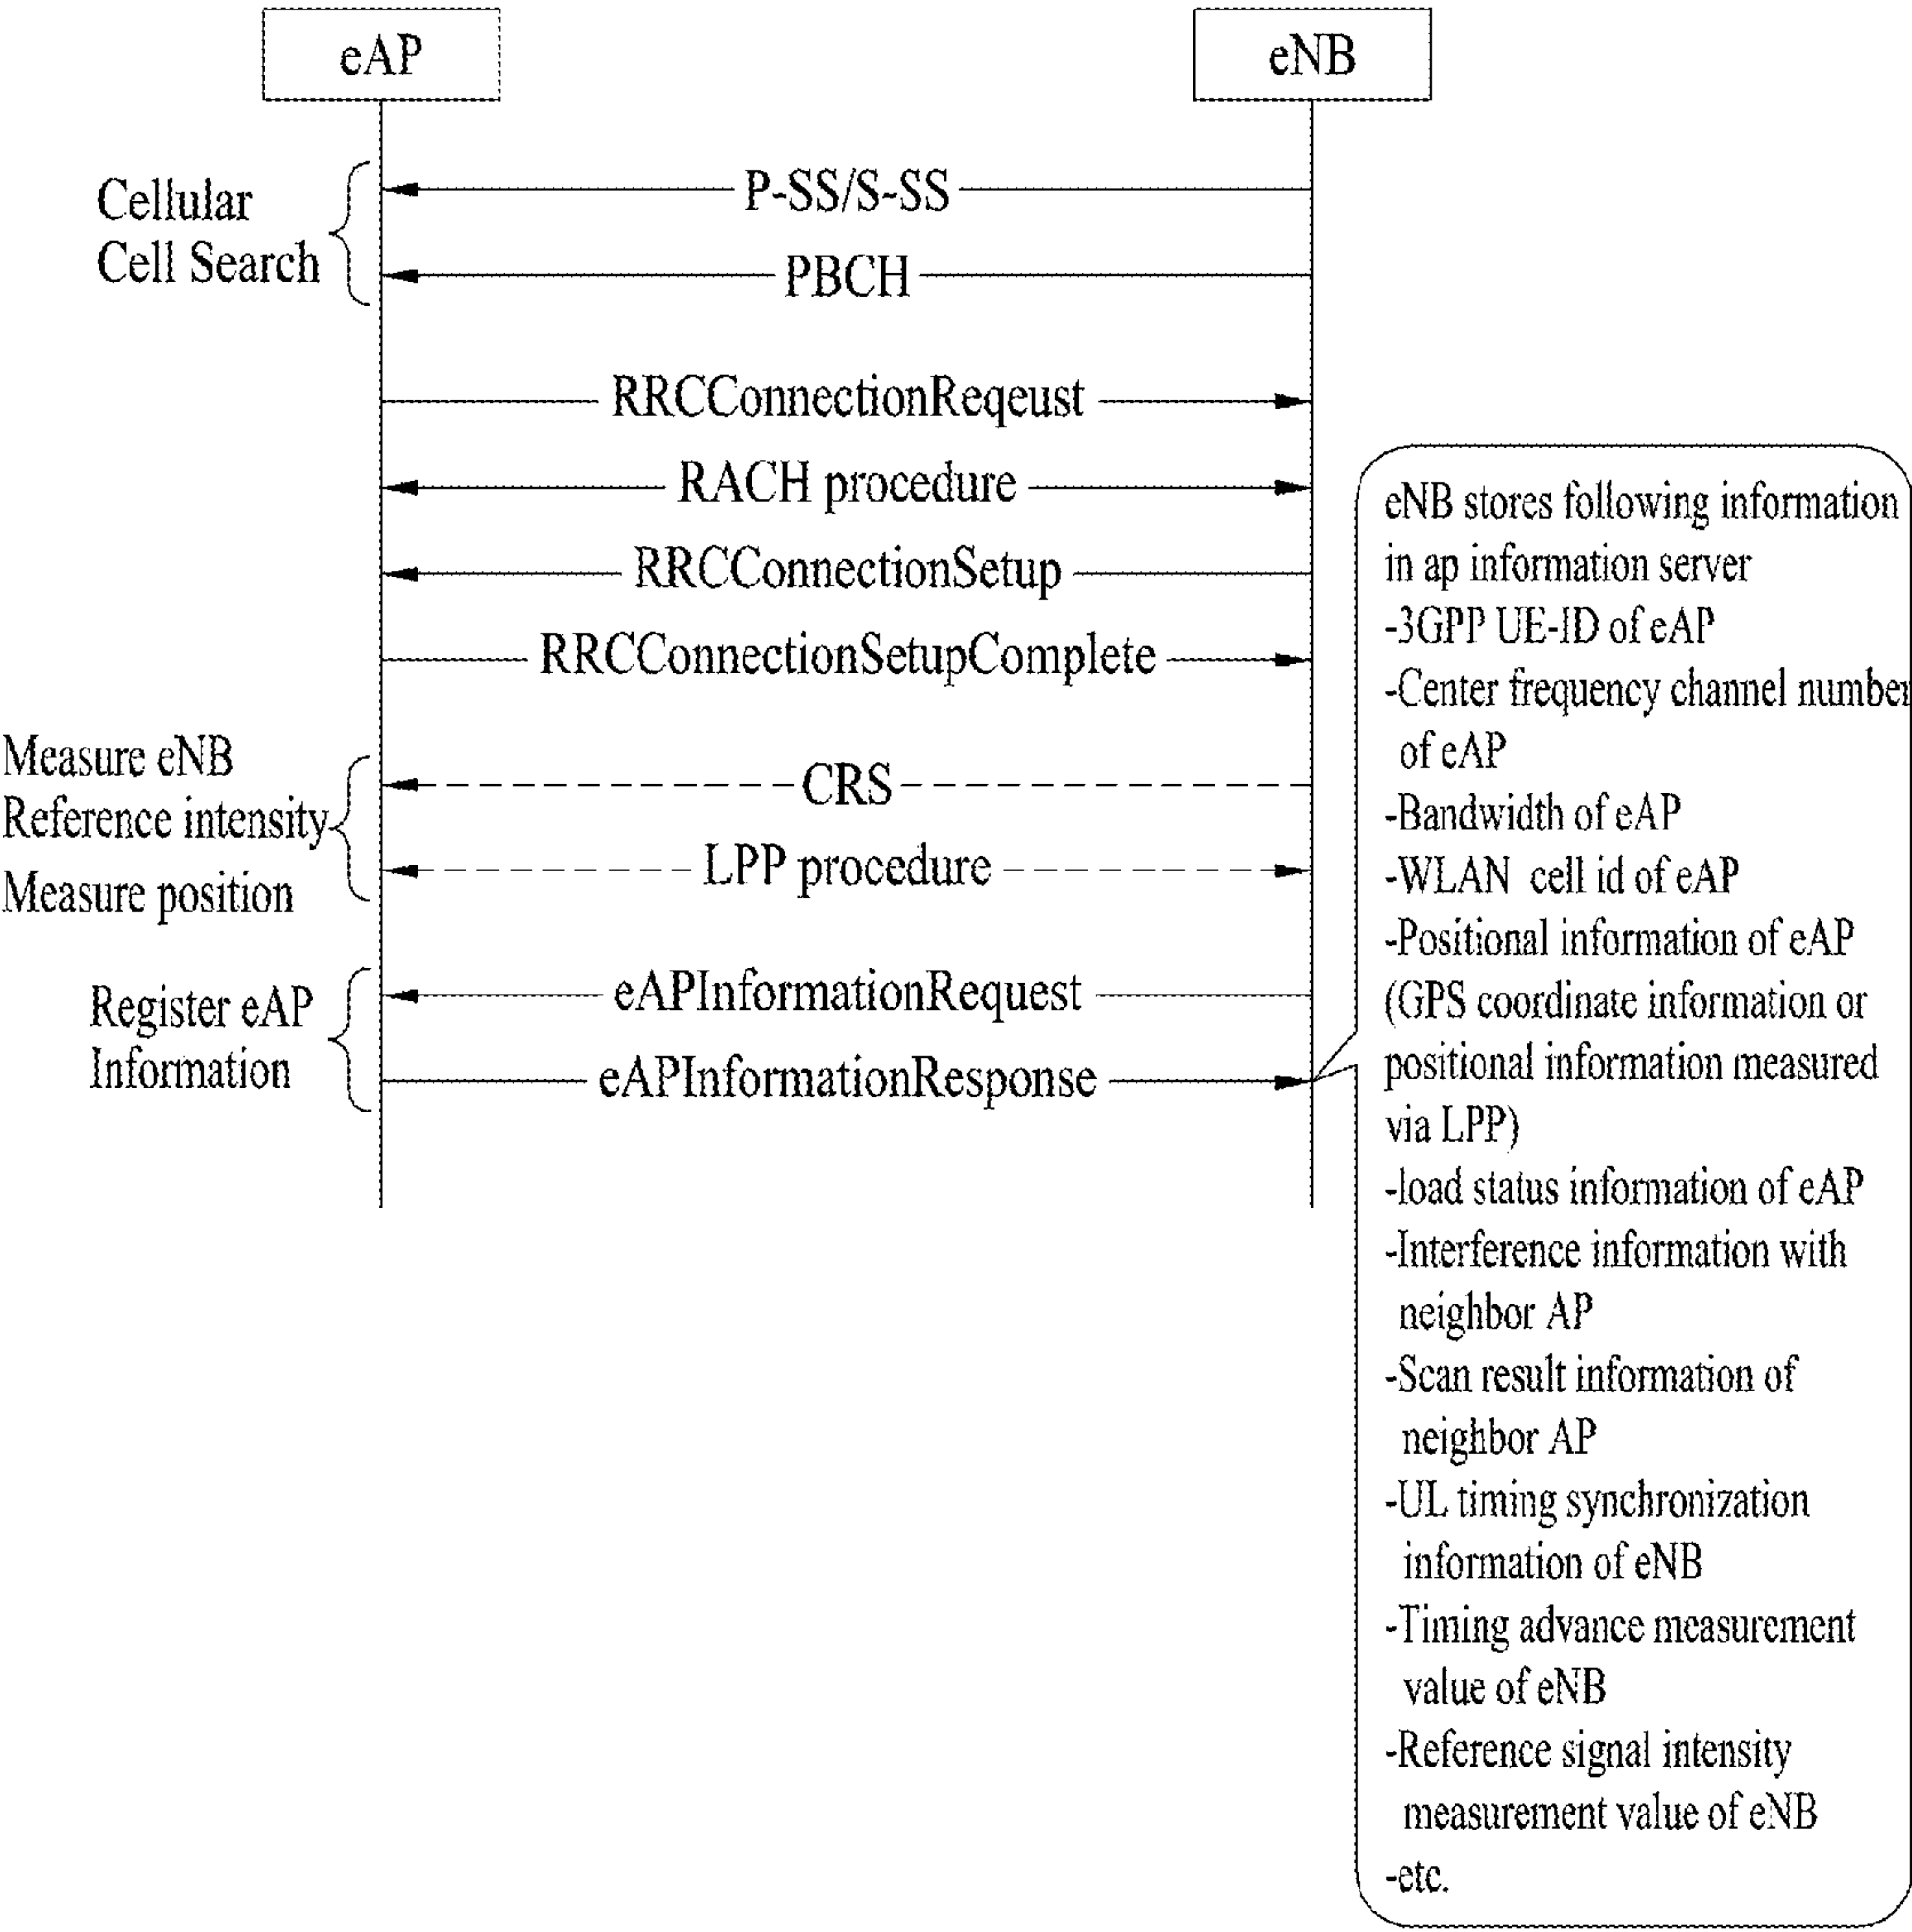 eAP
eNB
Cellular
Cell Search
P-SS/S-SS
PBCH
RRCConnectionReqeust
RACH procedure
RRCConnectionSetup
RRCConnectionSetupComplete
Measure eNB
Reference intensity
Measure position
CRS
LPP procedure
Register eAP
Information
eAPInformationRequest
eAPInformationResponse
eNB stores following information
in ap information server
-3GPP UE-ID of eAP
-Center frequency channel number
of eAP
-Bandwidth of eAP
-WLAN cell id of eAP
-Positional information of eAP
(GPS coordinate information or
positional information measured
via LPP)
-load status information of eAP
-Interference information with
neighbor AP
-Scan result information of
neighbor AP
-UL timing synchronization
information of eNB
-Timing advance measurement
value of eNB
-Reference signal intensity
measurement value of eNB
-etc.